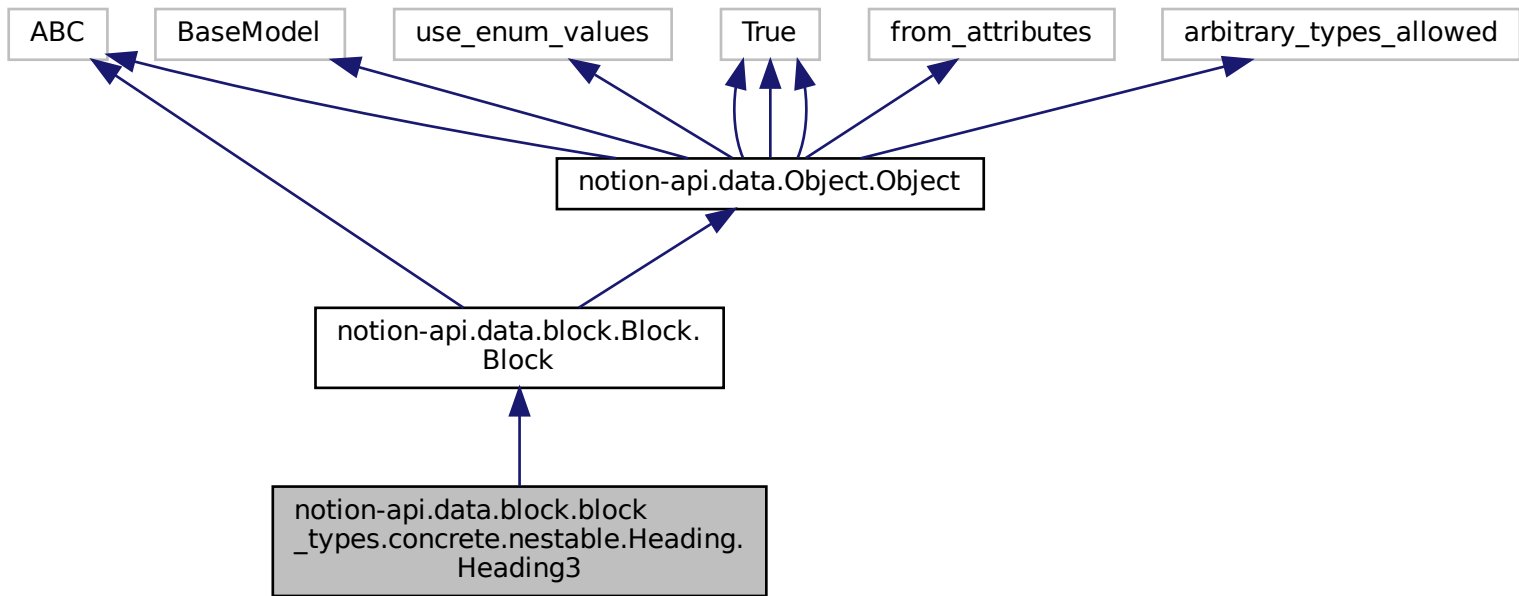 ABC
BaseModel
use_enum_values
True
from_attributes
arbitrary_types_allowed
notion-api.data.Object.Object
notion-api.data.block.Block.
Block
notion-api.data.block.block
_types.concrete.nestable.Heading.
Heading3